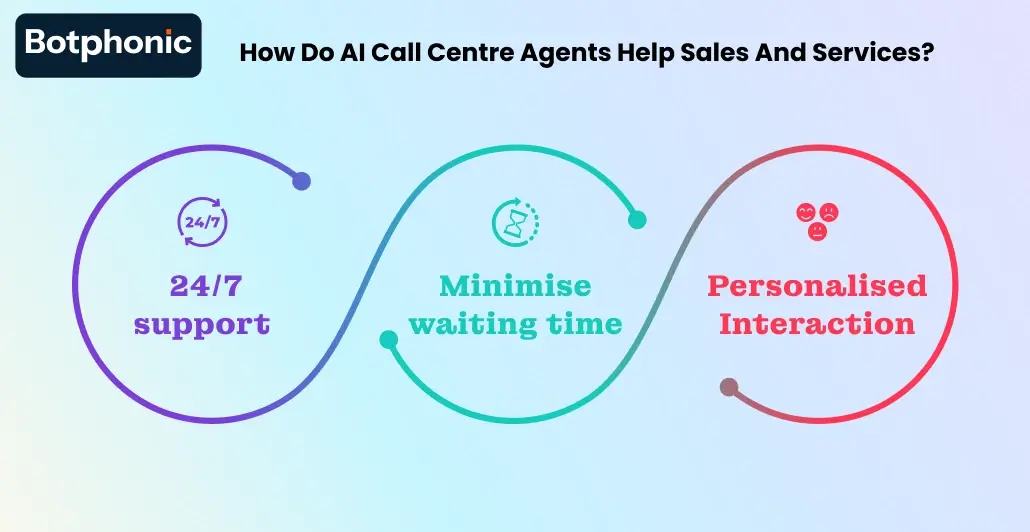 Botphonic
How Do AI Call Centre Agents Help Sales And Services?
24/7
24/7
support
Minimise
waiting time
Personalised
Interaction